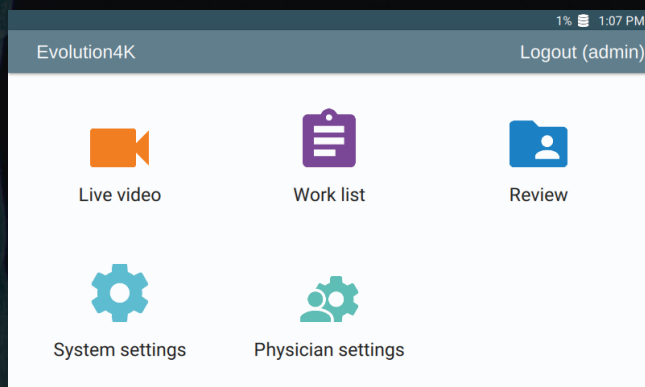 1% 1:07 PM
Evolution4K Logout (admin)
Live video Work list Review
System settings Physician settings